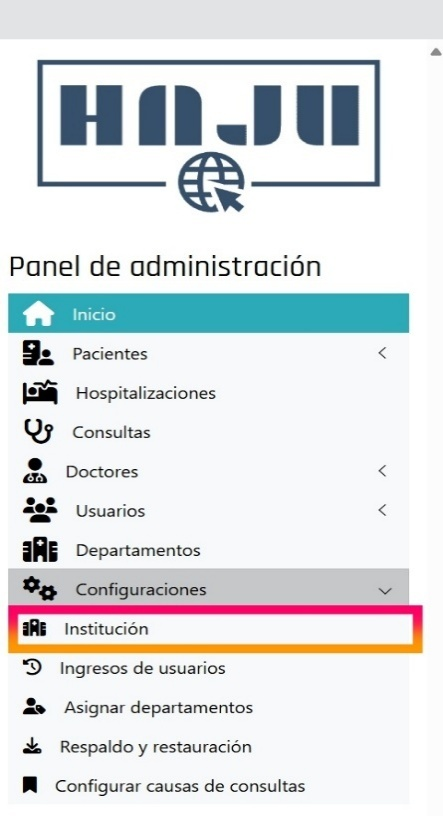 HNJU
Panel de administración
Inicio
Pacientes
Hospitalizaciones
Consultas
Doctores
Usuarios
Departamentos
Configuraciones
Institución
Ingresos de usuarios
Asignar departamentos
Respaldo y restauración
Configurar causas de consultas